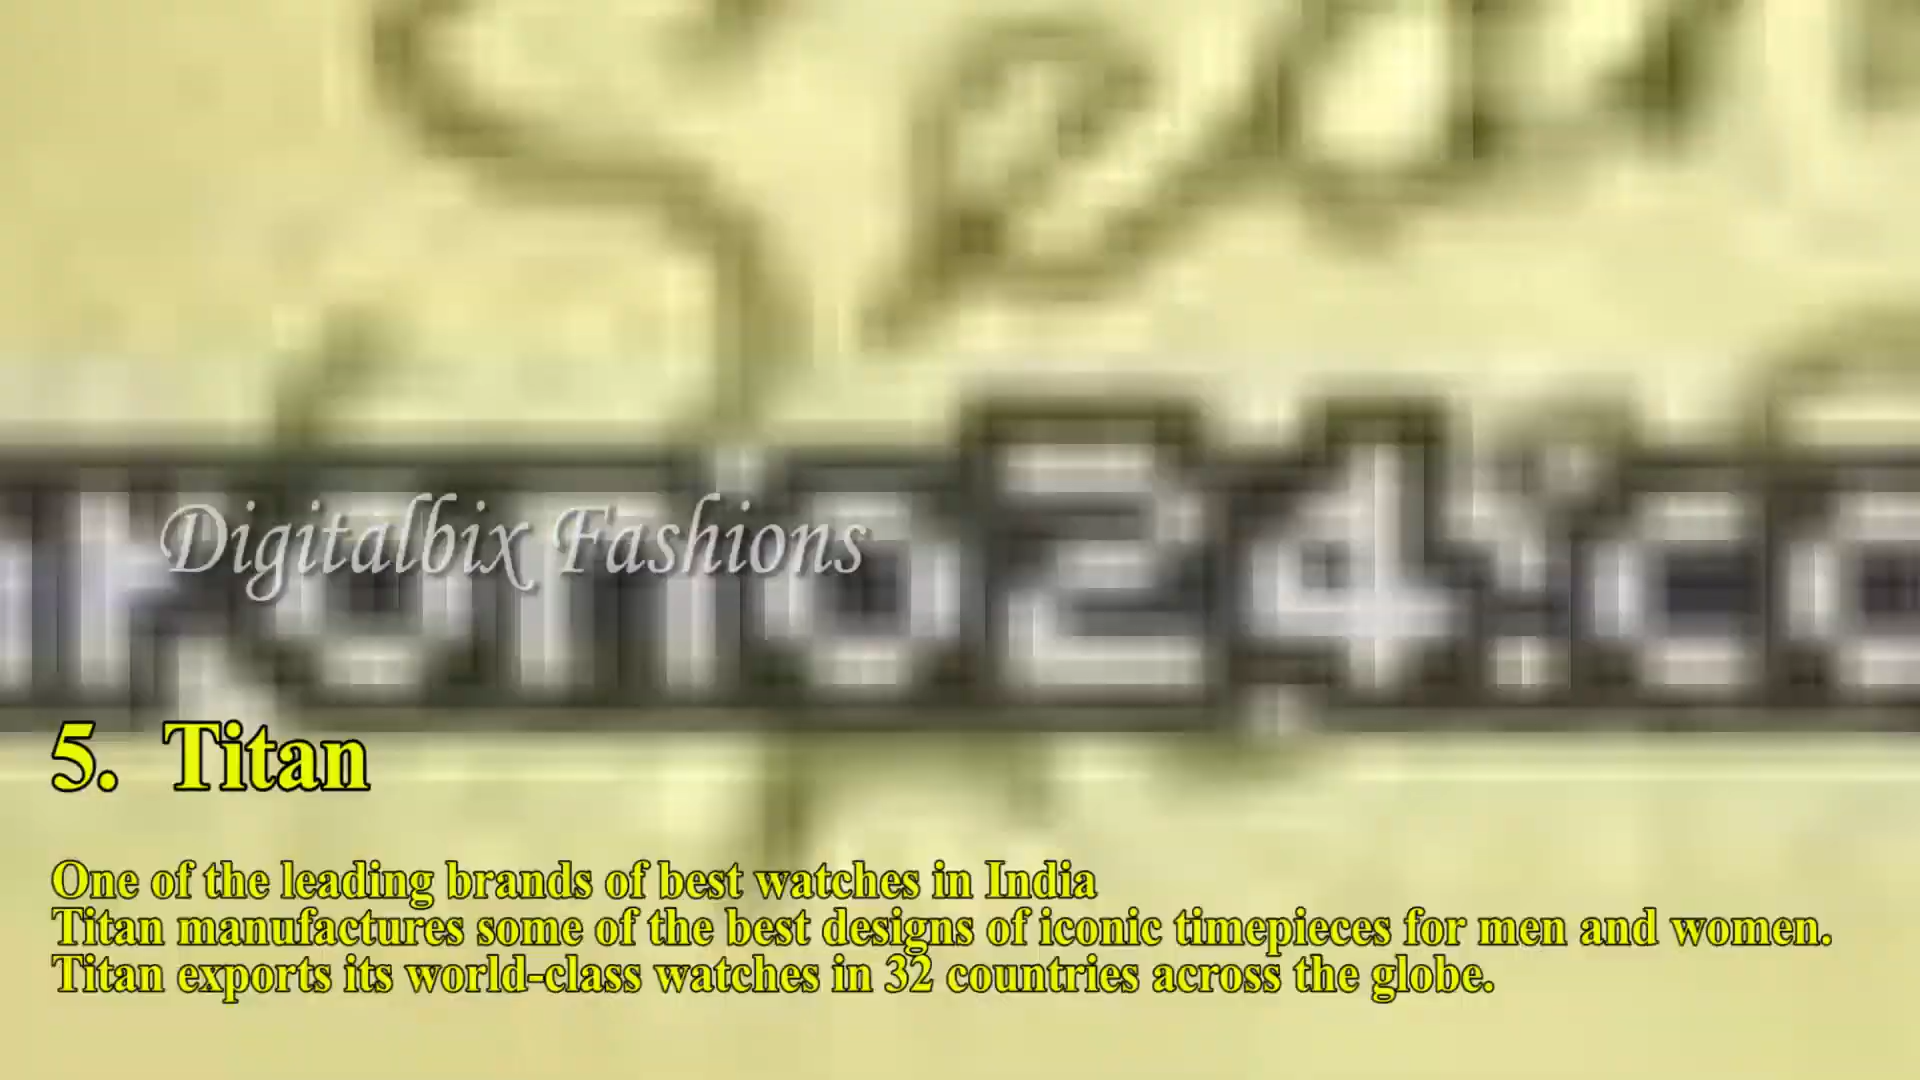 Digitalbix Fashions
5. Titan
One of the leading brands of best watches in India
Titan manufactures some of the best designs of iconic timepieces for men and women.
Titan exports its world-class watches in 32 countries across the globe.